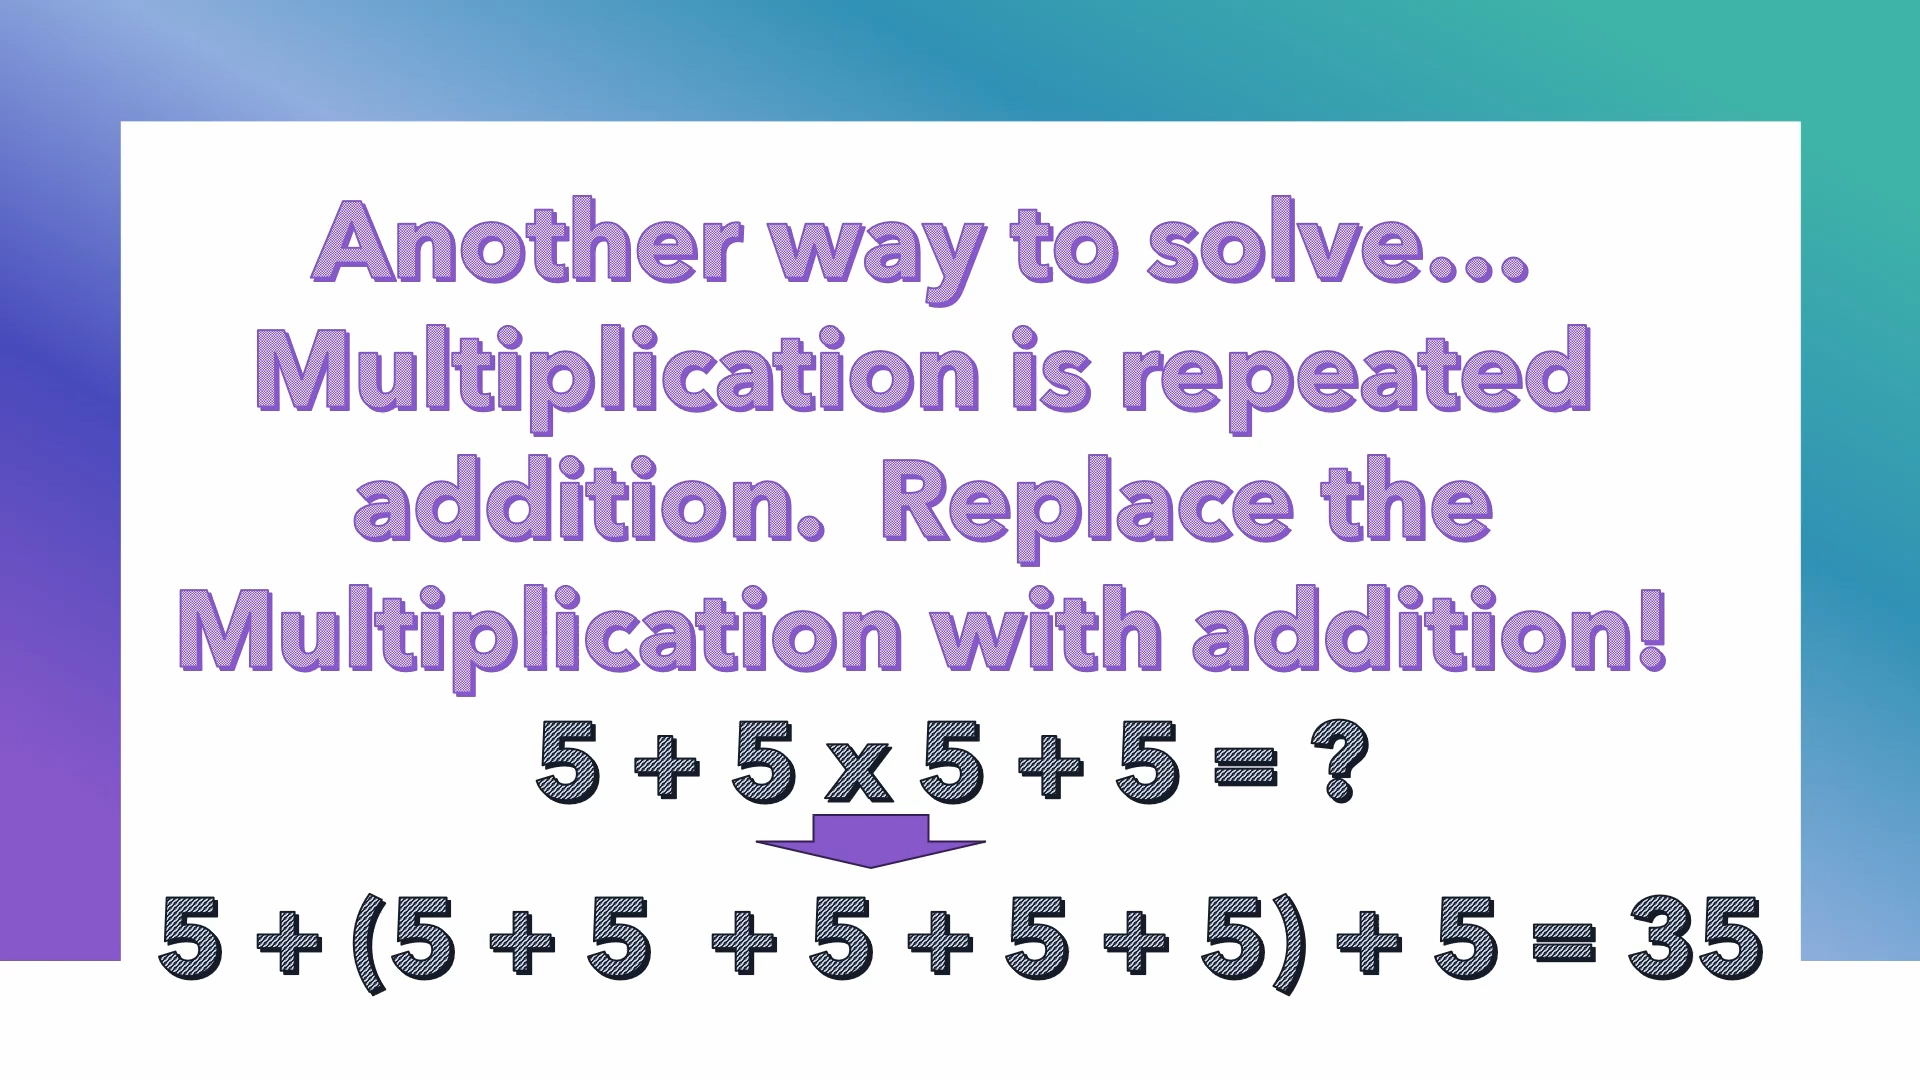 Another way to solve...
Multiplication is repeated
addition.  Replace the
Multiplication with addition!
5 + 5 x 5 + 5 = ?
5 + (5 + 5  + 5 + 5 + 5) + 5 = 35